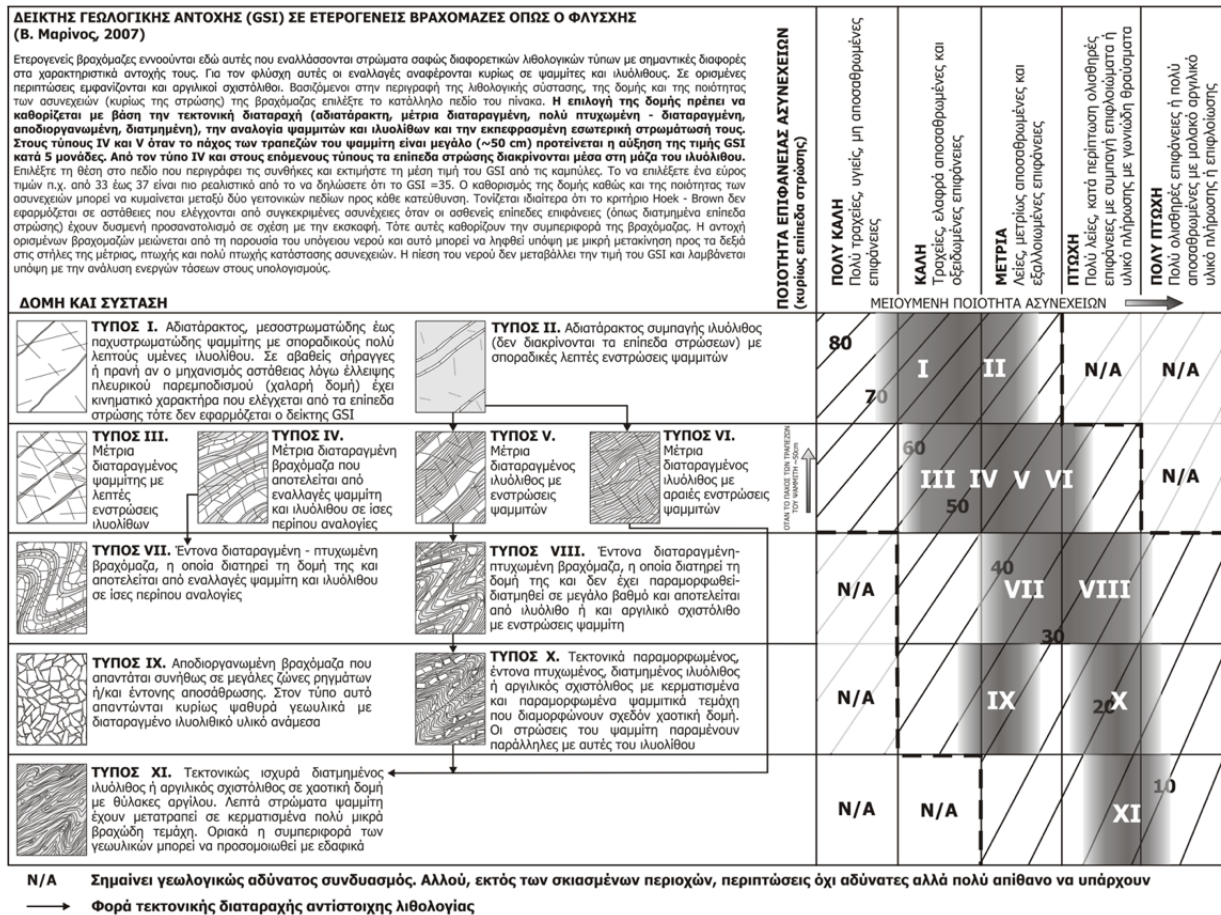 ΔΕΙΚΤΗΣ ΓΕΩΛΟΓΙΚΗΣ ΑΝΤΟΧΗΣ (GSI) ΣΕ ΕΤΕΡΟΓΕΝΕΙΣ ΒΡΑΧΟΜΑΖΕΣ ΟΠΩΣ Ο ΦΛΥΣΧΗΣ
(Β. Μαρίνος, 2007)
Ετερογενείς βραχόμαζες εννοούνται εδώ αυτές που εναλλάσσονται στρώματα σαφώς διαφορετικών λιθολογικών τύπων με σημαντικές διαφορές
στα χαρακτηριστικά αντοχής τους. Για τον φλύσχη αυτές οι εναλλαγές αναφέρονται κυρίως σε ψαμμίτες και ιλυόλιθους. Σε ορισμένες
περιπτώσεις εμφανίζονται και αργιλικοί σχιστόλιθοι. Βασιζόμενοι στην περιγραφή της λιθολογικής σύστασης, της δομής και της ποιότητας
των ασυνεχειών (κυρίως της στρώσης) της βραχόμαζας επιλέξτε το κατάλληλο πεδίο του πίνακα. Η επιλογή της δομής πρέπει να
καθορίζεται με βάση την τεκτονική διαταραχή (αδιατάρακτη, μέτρια διαταραγμένη, πολύ πτυχωμένη - διαταραγμένη,
αποδιοργανωμένη, διατμημένη), την αναλογία ψαμμιτών και ιλυολίθων και την εκπεφρασμένη εσωτερική στρωμάτωσή τους.
Στους τύπους IV και V όταν το πάχος των τραπεζών του ψαμμίτη είναι μεγάλο (~50 cm) προτείνεται η αύξηση της τιμής GSI
κατά 5 μονάδες. Από τον τύπο IV και στους επόμενους τύπους τα επίπεδα στρώσης διακρίνονται μέσα στη μάζα του ιλυόλιθου.
Επιλέξτε τη θέση στο πεδίο που περιγράφει τις συνθήκες και εκτιμήστε τη μέση τιμή του GSI από τις καμπύλες. Το να επιλέξετε ένα εύρος
τιμών π.χ. από 33 έως 37 είναι πιο ρεαλιστικό από το να δηλώσετε ότι το GSI =35. Ο καθορισμός της δομής καθώς και της ποιότητας των
ασυνεχειών μπορεί να κυμαίνεται μεταξύ δύο γειτονικών πεδίων προς κάθε κατεύθυνση. Τονίζεται ιδιαίτερα ότι το κριτήριο Hoek - Brown δεν
εφαρμόζεται σε αστάθειες που ελέγχονται από συγκεκριμένες ασυνέχειες όταν οι ασθενείς επίπεδες επιφάνειες (όπως διατμημένα επίπεδα
στρώσης) έχουν δυσμενή προσανατολισμό σε σχέση με την εκσκαφή. Τότε αυτές καθορίζουν την συμπεριφορά της βραχόμαζας. Η αντοχή
ορισμένων βραχομαζών μειώνεται από τη παρουσία του υπόγειου νερού και αυτό μπορεί να ληφθεί υπόψη με μικρή μετακίνηση προς τα δεξιά
στις στήλες της μέτριας, πτωχής και πολύ πτωχής κατάστασης ασυνεχειών. Η πίεση του νερού δεν μεταβάλλει την τιμή του GSI και λαμβάνεται
υπόψη με την ανάλυση ενεργών τάσεων στους υπολογισμούς.
ΔΟΜΗ ΚΑΙ ΣΥΣΤΑΣΗ
ΠΟΙΟΤΗΤΑ ΕΠΙΦΑΝΕΙΑΣ ΑΣΥΝΕΧΕΙΩΝ
(κυρίως επίπεδα στρώσης)
ΠΟΛΥ ΚΑΛΗ
Πολύ τραχείες, υγιείς, μη αποσαθρωμένες
επιφάνειες
ΚΑΛΗ
Τραχείες, ελαφρά αποσαθρωμένες και
οξειδωμένες επιφάνειες
ΜΕΤΡΙΑ
Λείες, μετρίως αποσαθρωμένες και
εξαλλοιωμένες επιφάνειες
ΠΤΩΧΗ
Πολύ λείες, κατά περίπτωση ολισθηρές
επιφάνειες με συμπαγή επιφλοιώματα ή
υλικό πλήρωσης με γωνιώδη θραύσματα
ΠΟΛΥ ΠΤΩΧΗ
Πολύ ολισθηρές επιφάνειες ή πολύ
αποσαθρωμένες με μαλακό αργιλικό
υλικό πλήρωσης ή επιφλοίωσης
ΜΕΙΟΥΜΕΝΗ ΠΟΙΟΤΗΤΑ ΑΣΥΝΕΧΕΙΩΝ
ΤΥΠΟΣ I. Αδιατάρακτος, μεσοστρωματώδης έως
παχυστρωματώδης ψαμμίτης με σποραδικούς πολύ
λεπτούς υμένες ιλυολίθου. Σε αβαθείς σήραγγες
ή πρανή αν ο μηχανισμός αστάθειας λόγω έλλειψης
πλευρικού παρεμποδισμού (χαλαρή δομή) έχει
κινηματικό χαρακτήρα που ελέγχεται από τα επίπεδα
στρώσης τότε δεν εφαρμόζεται ο δείκτης GSI
ΤΥΠΟΣ II. Αδιατάρακτος συμπαγής ιλυόλιθος
(δεν διακρίνονται τα επίπεδα στρώσεων) με
σποραδικές λεπτές ενστρώσεις ψαμμιτών
80
70
I
II
N/A
N/A
ΤΥΠΟΣ III.
Μέτρια
διαταραγμένος
ψαμμίτης με
λεπτές
ενστρώσεις
ιλυολίθων
ΤΥΠΟΣ IV.
Μέτρια διαταραγμένη
βραχόμαζα που
αποτελείται από
εναλλαγές ψαμμίτη
και ιλυόλιθου σε ίσες
περίπου αναλογίες
ΤΥΠΟΣ V.
Μέτρια
διαταραγμένος
ιλυόλιθος με
ενστρώσεις
ψαμμιτών
ΤΥΠΟΣ VI.
Μέτρια
διαταραγμένος
ιλυόλιθος με
αραιές ενστρώσεις
ψαμμιτών
ΟΤΑΝ ΤΟ ΠΑΧΟΣ ΤΩΝ ΤΡΑΠΕΖΩΝ
ΤΟΥ ΨΑΜΜΙΤΗ ~50cm
60
III IV V VI
50
N/A
ΤΥΠΟΣ VII. Έντονα διαταραγμένη - πτυχωμένη
βραχόμαζα, η οποία διατηρεί τη δομή της και
αποτελείται από εναλλαγές ψαμμίτη και ιλυόλιθου
σε ίσες περίπου αναλογίες
ΤΥΠΟΣ VIII. Έντονα διαταραγμένη-
πτυχωμένη βραχόμαζα, η οποία διατηρεί τη
δομή της και δεν έχει παραμορφωθεί-
διατμηθεί σε μεγάλο βαθμό και αποτελείται
από ιλυόλιθο ή και αργιλικό σχιστόλιθο
με ενστρώσεις ψαμμίτη
N/A
40
VII
VIII
30
ΤΥΠΟΣ IX. Αποδιοργανωμένη βραχόμαζα που
απαντάται συνήθως σε μεγάλες ζώνες ρηγμάτων
ή/και έντονης αποσάθρωσης. Στον τύπο αυτό
απαντώνται κυρίως ψαθυρά γεωυλικά με
διαταραγμένο ιλυολιθικό υλικό ανάμεσα
ΤΥΠΟΣ X. Τεκτονικά παραμορφωμένος,
έντονα πτυχωμένος, διατμημένος ιλυόλιθος
ή αργιλικός σχιστόλιθος με κερματισμένα
και παραμορφωμένα ψαμμιτικά τεμάχη
που διαμορφώνουν σχεδόν χαοτική δομή.
Οι στρώσεις του ψαμμίτη παραμένουν
παράλληλες με αυτές του ιλυολίθου
N/A
IX
20
X
ΤΥΠΟΣ XI. Τεκτονικώς ισχυρά διατμημένος
ιλυόλιθος ή αργιλικός σχιστόλιθος σε χαοτική δομή
με θύλακες αργίλου. Λεπτά στρώματα ψαμμίτη
έχουν μετατραπεί σε κερματισμένα πολύ μικρά
βραχώδη τεμάχη. Οριακά η συμπεριφορά των
γεωυλικών μπορεί να προσομοιωθεί με εδαφικά
N/A
N/A
10
XI
N/A Σημαίνει γεωλογικώς αδύνατος συνδυασμός. Αλλού, εκτός των σκιασμένων περιοχών, περιπτώσεις όχι αδύνατες αλλά πολύ απίθανο να υπάρχουν
Φορά τεκτονικής διαταραχής αντίστοιχης λιθολογίας